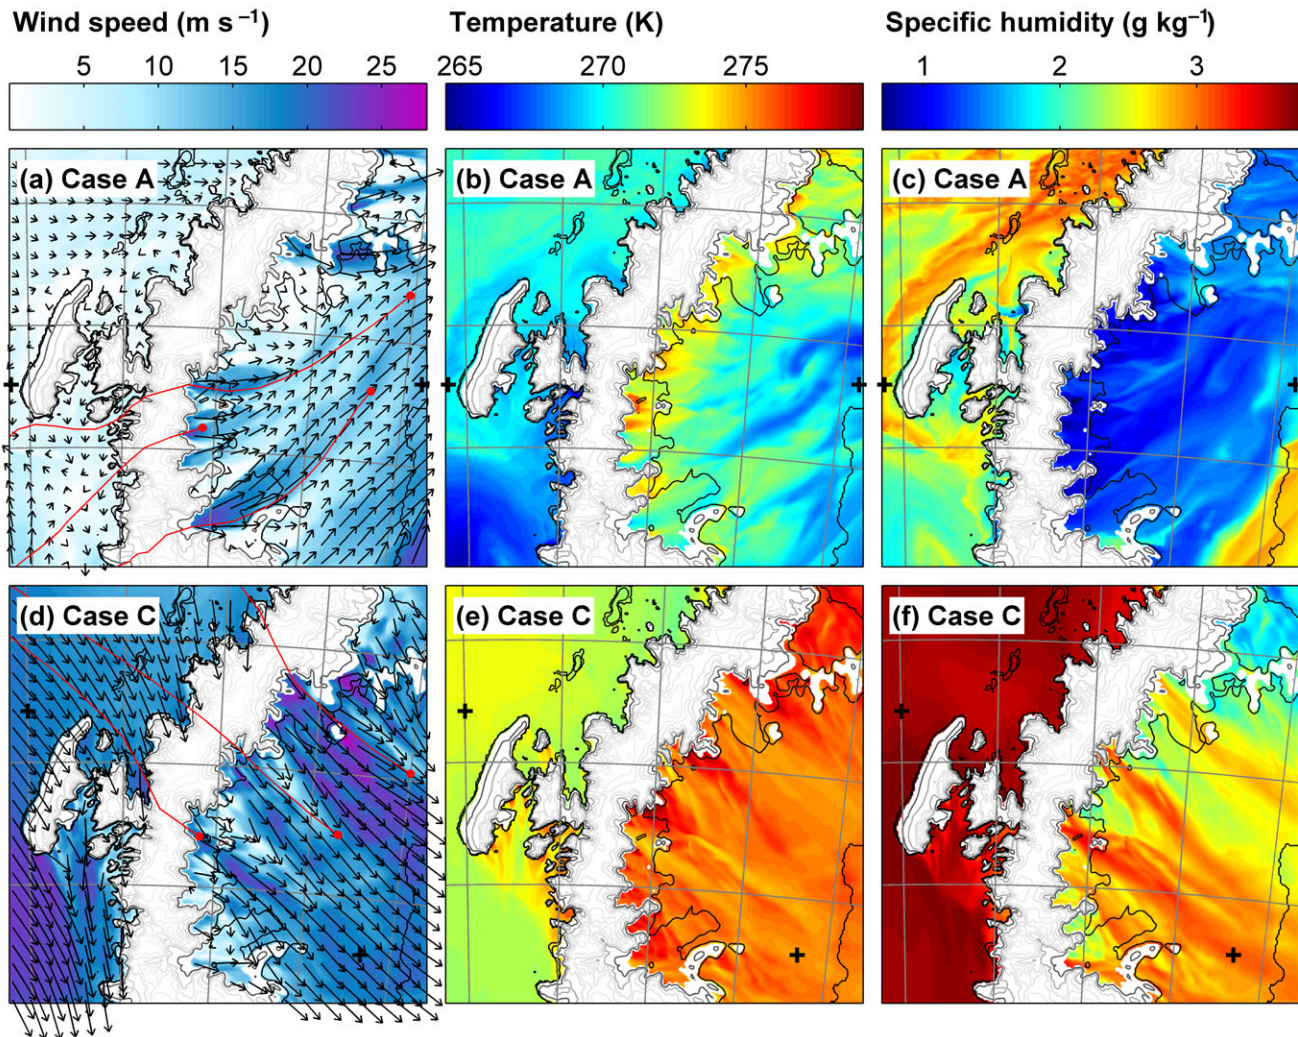 Wind speed (m s⁻¹) Temperature (K) Specific humidity (g kg⁻¹)
5 10 15 20 25 265 270 275 1 2 3
(a) Case A (b) Case A (c) Case A
(d) Case C (e) Case C (f) Case C